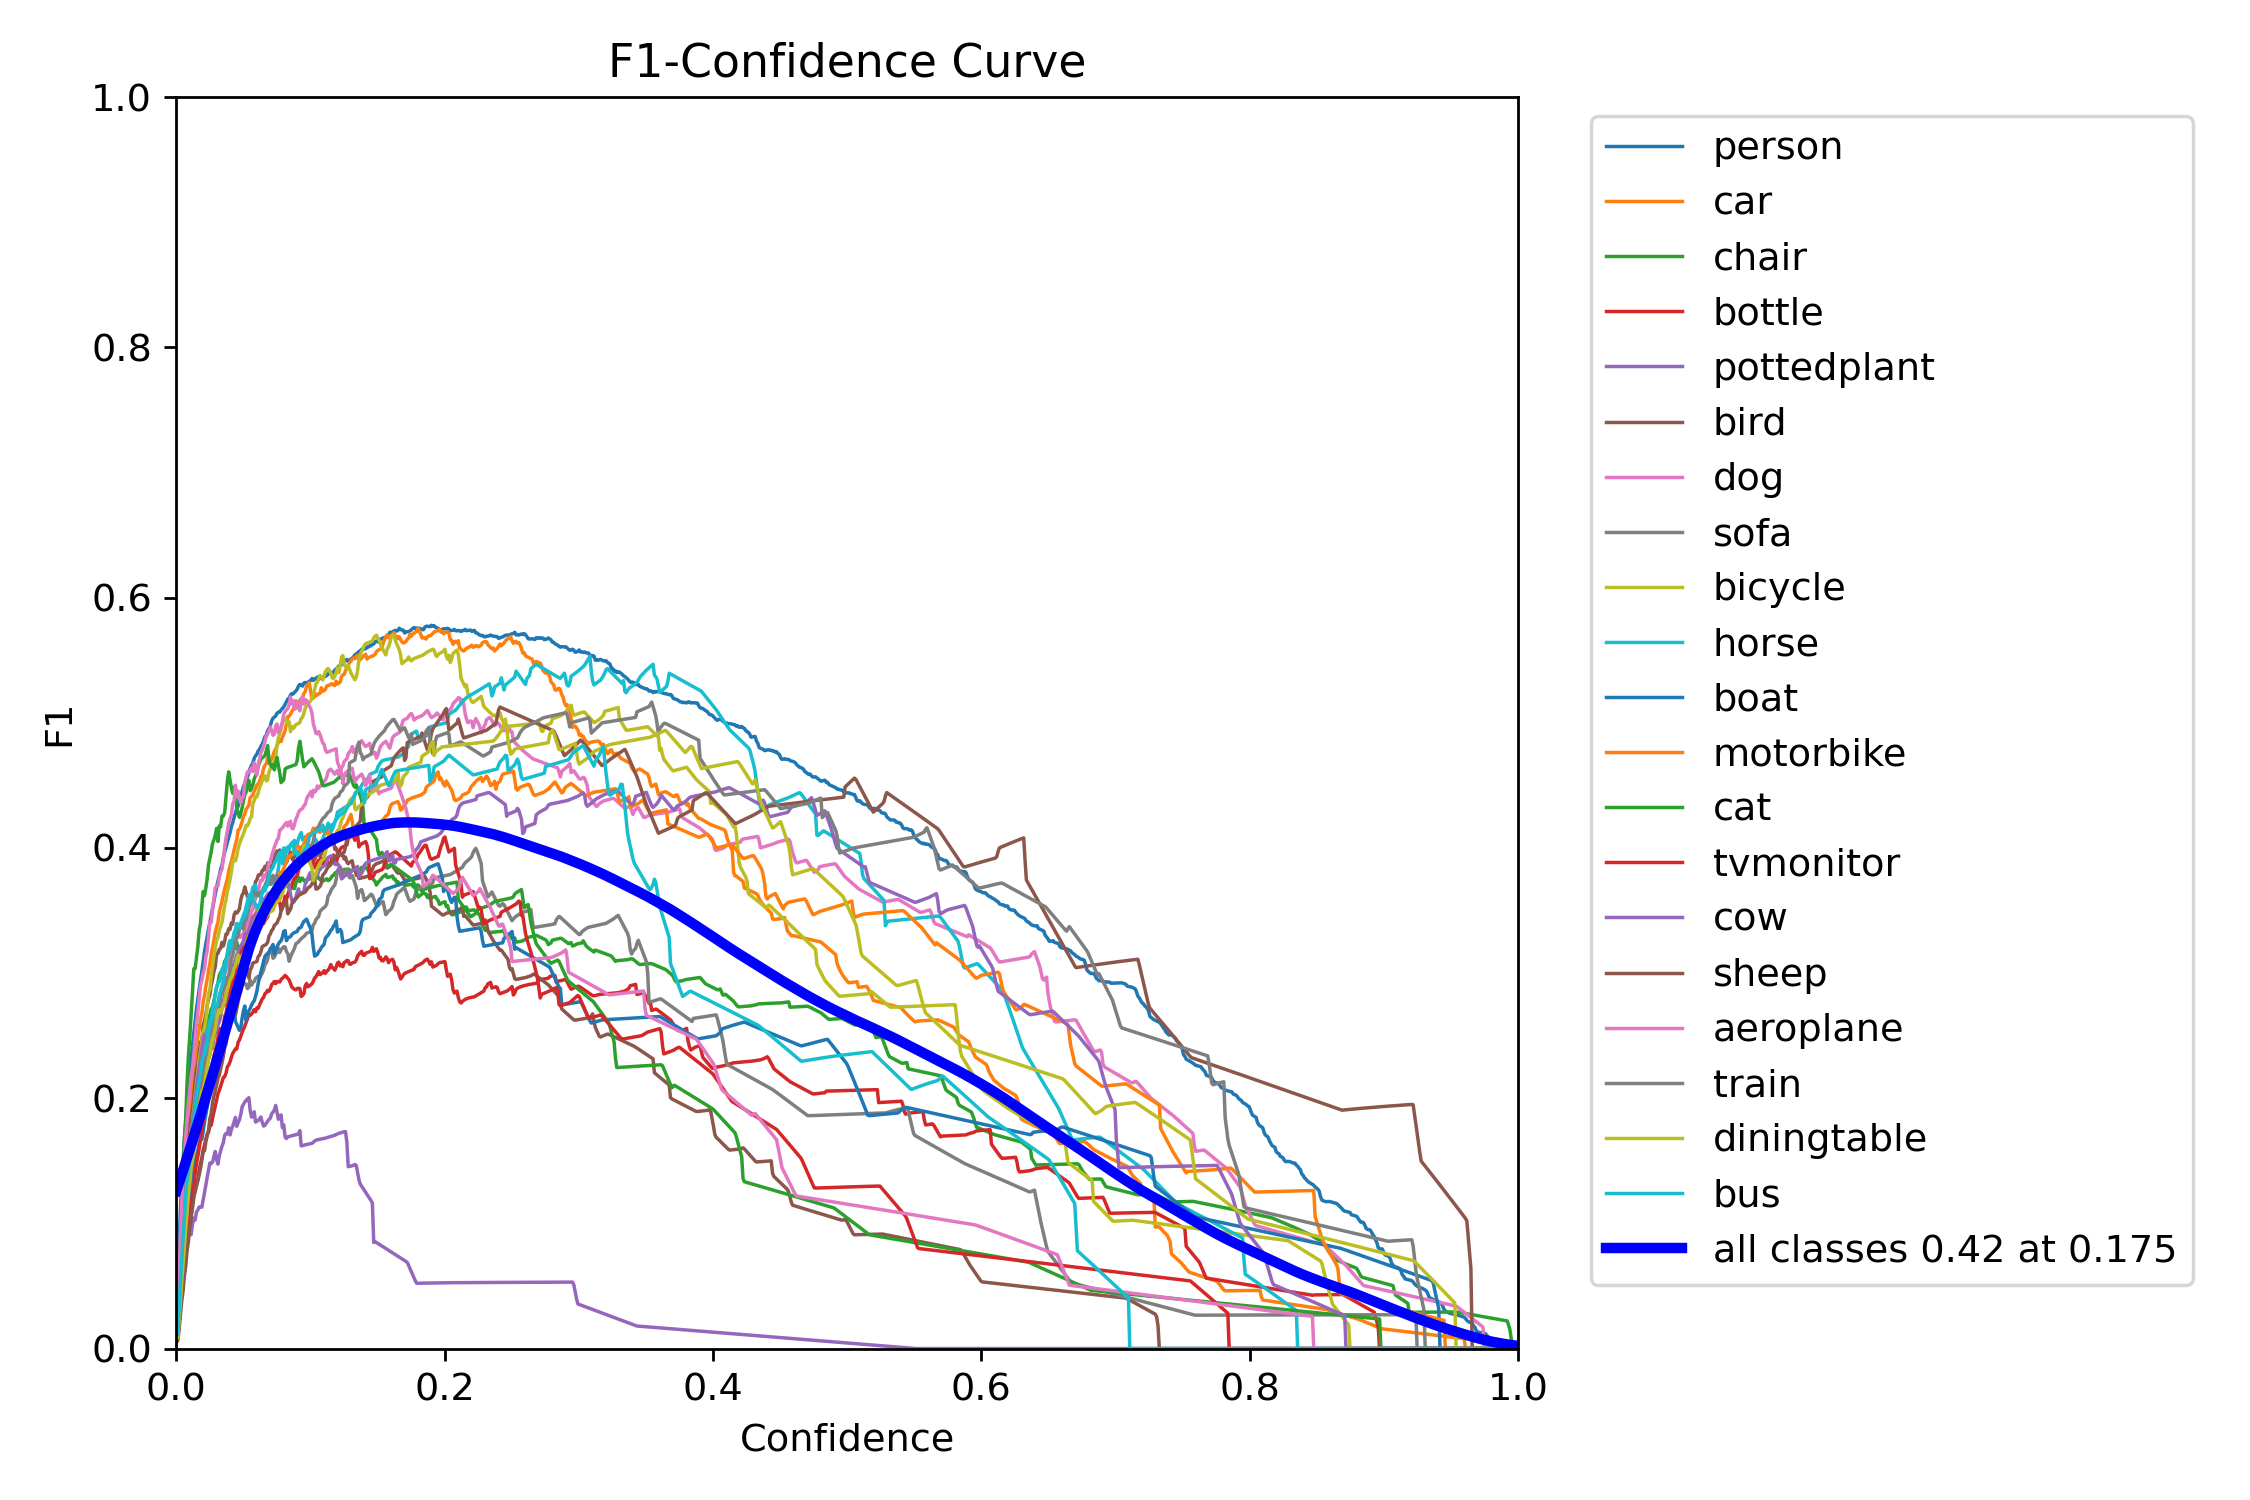 F1-Confidence Curve
1.0
0.8
0.6
0.4
0.2
0.0
F1
0.0 0.2 0.4 0.6 0.8 1.0
Confidence
person
car
chair
bottle
pottedplant
bird
dog
sofa
bicycle
horse
boat
motorbike
cat
tvmonitor
cow
sheep
aeroplane
train
diningtable
bus
all classes 0.42 at 0.175